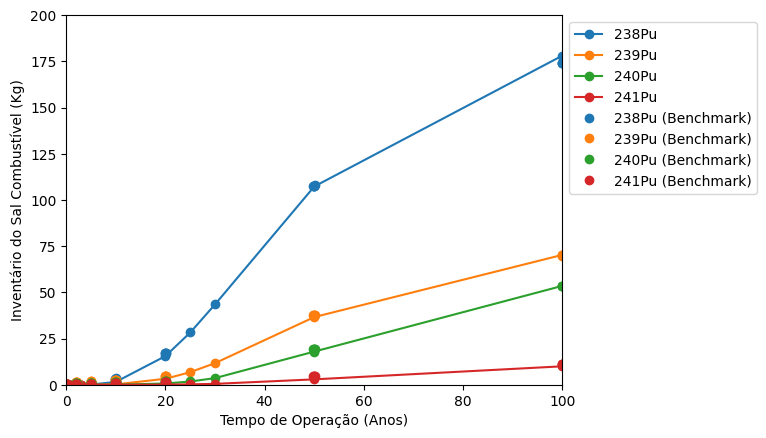 200
175
150
125
100
75
50
25
0
Inventário do Sal Combustível (Kg)
0 20 40 60 80 100
Tempo de Operação (Anos)
238Pu
239Pu
240Pu
241Pu
238Pu (Benchmark)
239Pu (Benchmark)
240Pu (Benchmark)
241Pu (Benchmark)